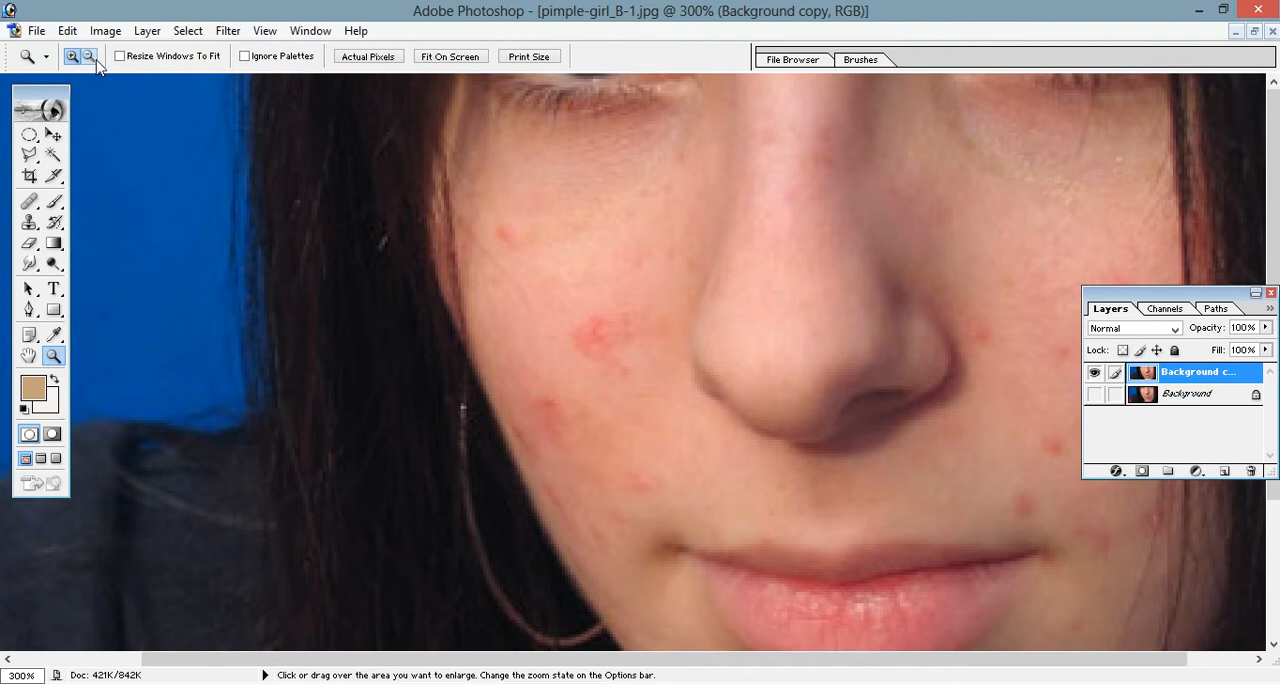 Adobe Photoshop - [pimple-girl_B-1.jpg @ 300% (Background copy, RGB)]
File Edit Image Layer Select Filter View Window Help
Resize Windows To Fit Ignore Palettes Actual Pixels Fit On Screen Print Size File Browser Brushes
T
Layers Channels Paths
Normal Opacity: 100%
Lock: Fill: 100%
Background c...
Background
300% Doc: 421K/842K Click or drag over the area you want to enlarge. Change the zoom state on the Options bar.